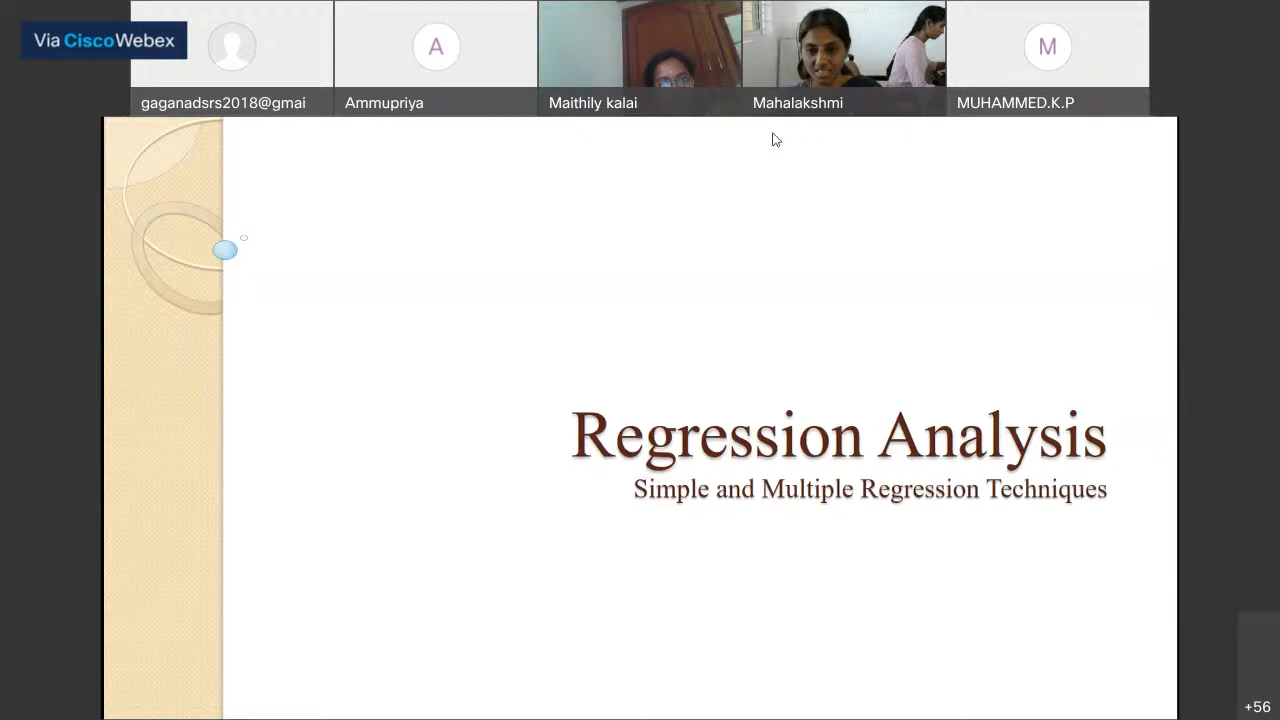 Via CiscoWebex
A
M
gaganadsrs2018@gmai
Ammupriya
Maithily kalai
Mahalakshmi
MUHAMMED.K.P
Regression Analysis
Simple and Multiple Regression Techniques
+56